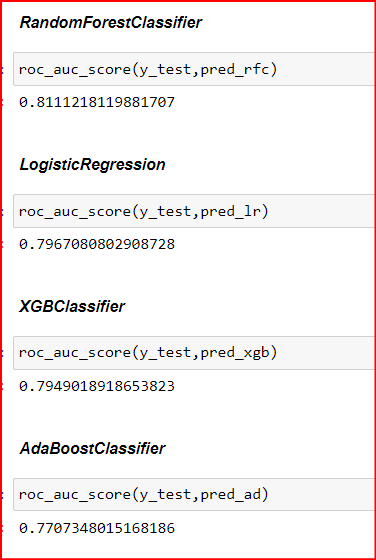 RandomForestClassifier
roc_auc_score(y_test,pred_rfc)
0.8111218119881707
LogisticRegression
roc_auc_score(y_test,pred_lr)
0.7967080802908728
XGBClassifier
roc_auc_score(y_test,pred_xgb)
0.7949018918653823
AdaBoostClassifier
roc_auc_score(y_test,pred_ad)
0.7707348015168186